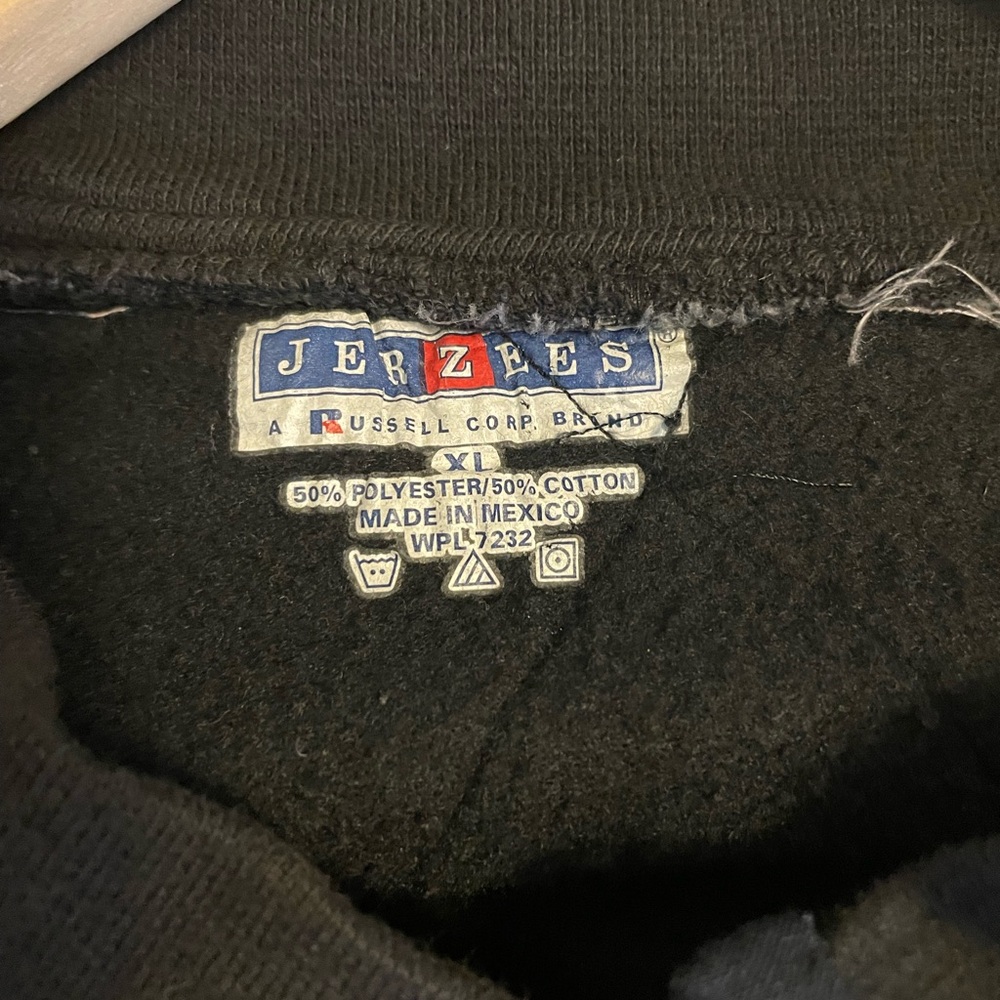 JERZEES®
A RUSSELL CORP. BRAND
XL
50% POLYESTER/50% COTTON
MADE IN MEXICO
WPL 7232